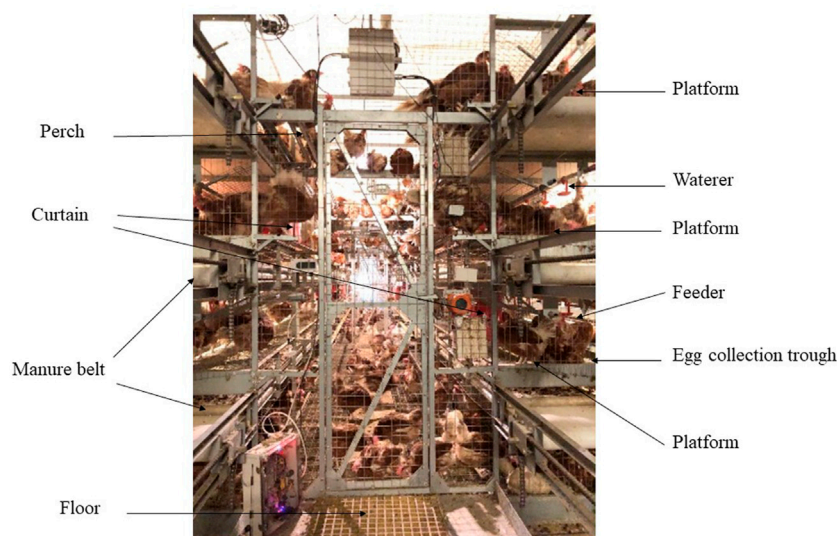 Perch
Curtain
Manure belt
Floor
Platform
Waterer
Platform
Feeder
Egg collection trough
Platform